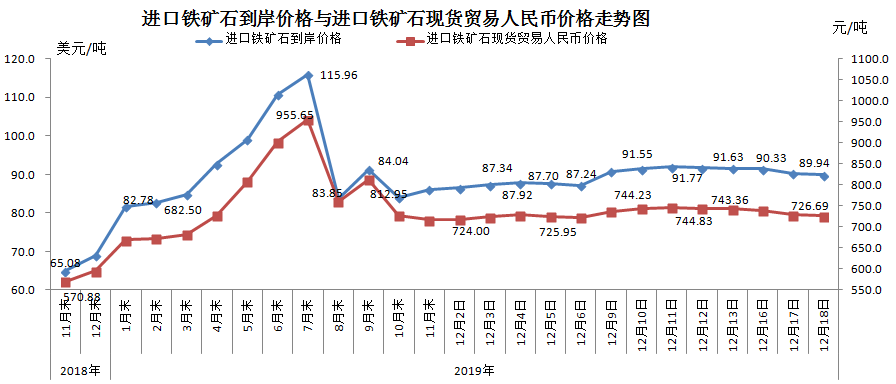 进口铁矿石到岸价格与进口铁矿石现货贸易人民币价格走势图
美元/吨
元/吨
进口铁矿石到岸价格
进口铁矿石现货贸易人民币价格
120.0
110.0
100.0
90.0
80.0
70.0
60.0
1100.0
1050.0
1000.0
950.0
900.0
850.0
800.0
750.0
700.0
650.0
600.0
550.0
65.08
82.78
115.96
83.85
84.04
87.34
87.92
87.70
87.24
91.55
91.77
91.63
90.33
89.94
570.88
682.50
955.65
812.95
724.00
725.95
744.23
744.83
743.36
726.69
11月末
12月末
1月末
2月末
3月末
4月末
5月末
6月末
7月末
8月末
9月末
10月末
11月末
12月2日
12月3日
12月4日
12月5日
12月6日
12月9日
12月10日
12月11日
12月12日
12月13日
12月16日
12月17日
12月18日
2018年
2019年